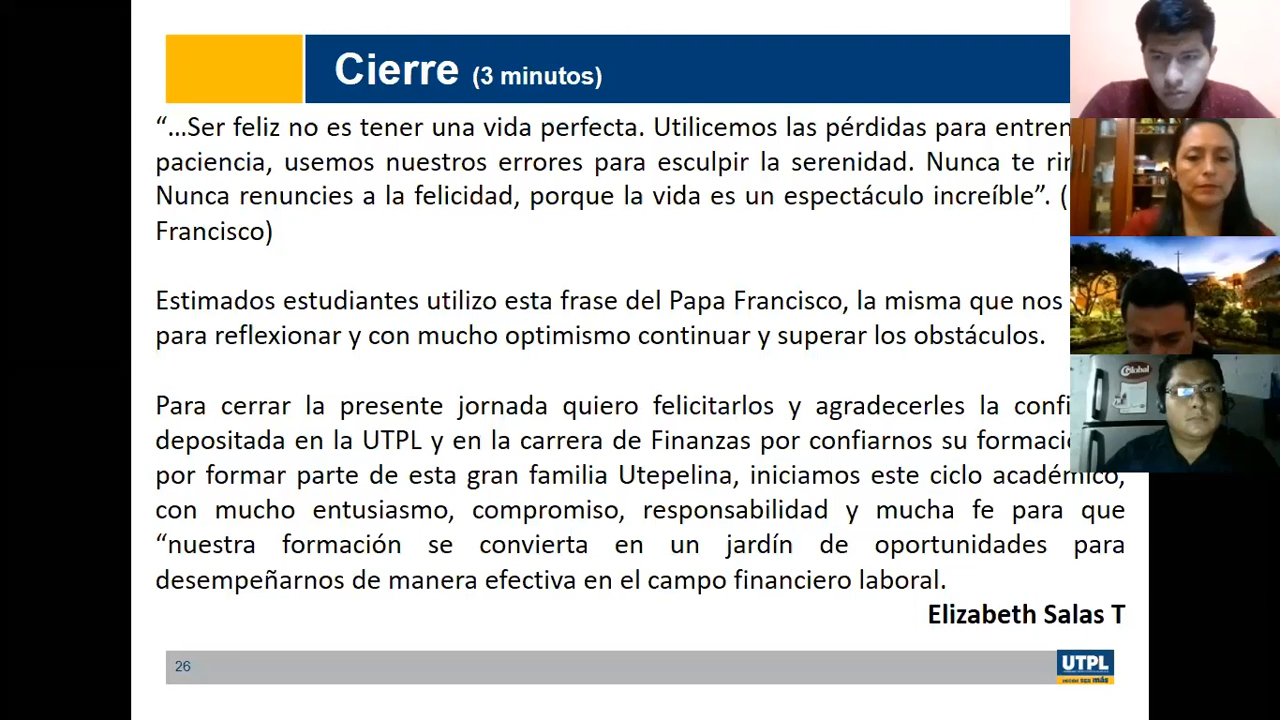 Cierre (3 minutos)
“…Ser feliz no es tener una vida perfecta. Utilicemos las pérdidas para
paciencia, usemos nuestros errores para esculpir la serenidad. Nunca te
Nunca renuncies a la felicidad, porque la vida es un espectáculo increíble”. (
Francisco)
Estimados estudiantes utilizo esta frase del Papa Francisco, la misma que nos
para reflexionar y con mucho optimismo continuar y superar los obstáculos.
Para cerrar la presente jornada quiero felicitarlos y agradecerles la
depositada en la UTPL y en la carrera de Finanzas por confiarnos su
por formar parte de esta gran familia Utepelina, iniciamos este ciclo académico,
con mucho entusiasmo, compromiso, responsabilidad y mucha fe para que
“nuestra formación se convierta en un jardín de oportunidades para
desempeñarnos de manera efectiva en el campo financiero laboral.
Elizabeth Salas T
26
UTPL
Global